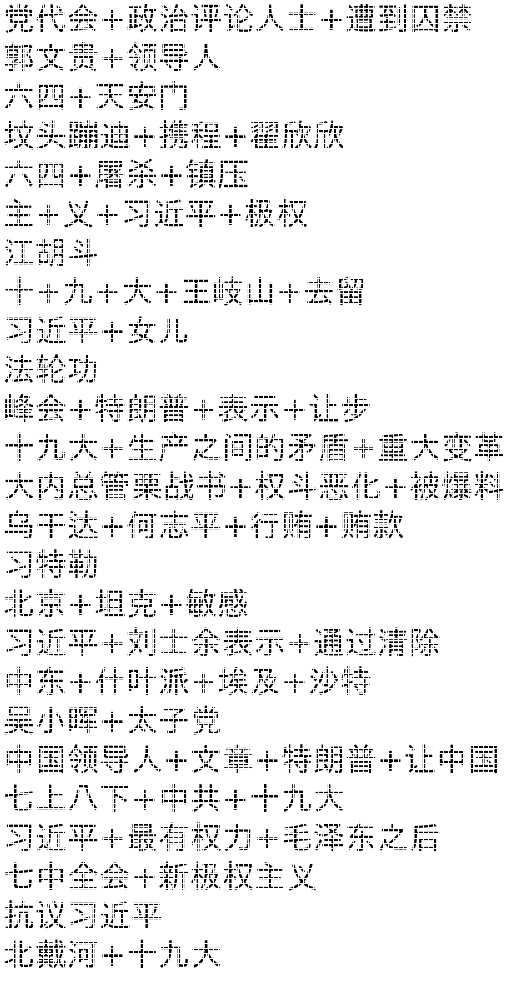 党代会+政治评论人士+遭到囚禁
郭文贵+领导人
六四+天安门
坟头蹦迪+携程+翟欣欣
六四+屠杀+镇压
主+义+习近平+极权
江胡斗
十+九+大+王岐山+去留
习近平+女儿
法轮功
峰会+特朗普+表示+让步
十九大+生产之间的矛盾+重大变革
大内总管栗战书+权斗恶化+被爆料
乌干达+何志平+行贿+贿款
习特勒
北京+坦克+敏感
习近平+刘士余表示+通过清除
中东+什叶派+埃及+沙特
吴小晖+太子党
中国领导人+文章+特朗普+让中国
七上八下+中共+十九大
习近平+最有权力+毛泽东之后
七中全会+新极权主义
抗议习近平
北戴河+十九大